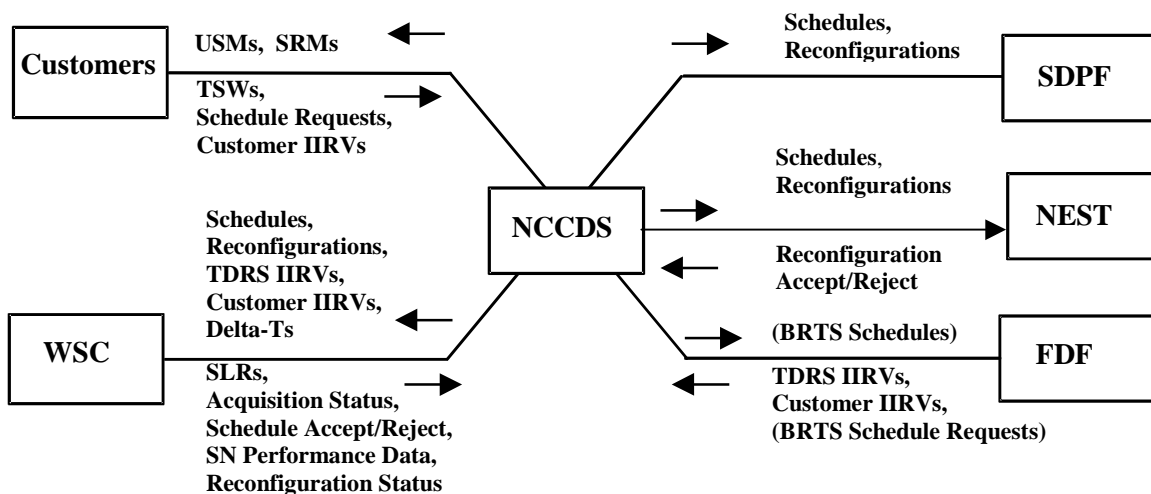 Customers
USMs, SRMs
TSWs,
Schedule Requests,
Customer IIRVs
Schedules,
Reconfigurations
SDPF
NCCDS
Schedules,
Reconfigurations
NEST
Reconfiguration
Accept/Reject
Schedules,
Reconfigurations,
TDRS IIRVs,
Customer IIRVs,
Delta-Ts
WSC
SLRs,
Acquisition Status,
Schedule Accept/Reject,
SN Performance Data,
Reconfiguration Status
(BRTS Schedules)
FDF
TDRS IIRVs,
Customer IIRVs,
(BRTS Schedule Requests)